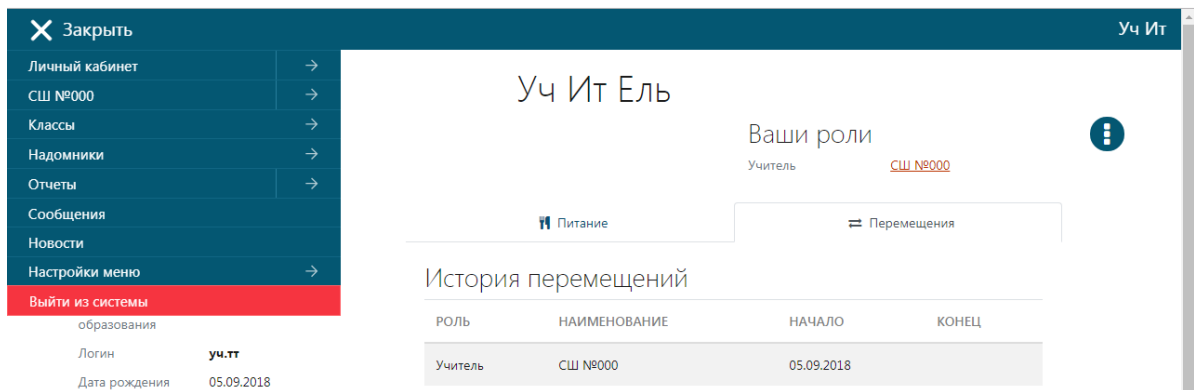 Закрыть
Уч Ит
Личный кабинет
СШ №000
Классы
Надомники
Отчеты
Сообщения
Новости
Настройки меню
Выйти из системы
образования
Логин уч.тт
Дата рождения 05.09.2018
Уч Ит Ель
Ваши роли
Учитель СШ №000
Питание
Перемещения
История перемещений
РОЛЬ НАИМЕНОВАНИЕ НАЧАЛО КОНЕЦ
Учитель СШ №000 05.09.2018